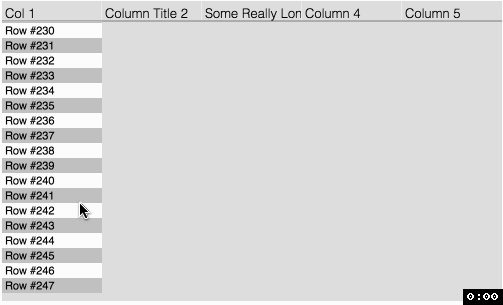 Col 1 Column Title 2 Some Really Lon Column 4 Column 5
Row #230
Row #231
Row #232
Row #233
Row #234
Row #235
Row #236
Row #237
Row #238
Row #239
Row #240
Row #241
Row #242
Row #243
Row #244
Row #245
Row #246
Row #247
0:00